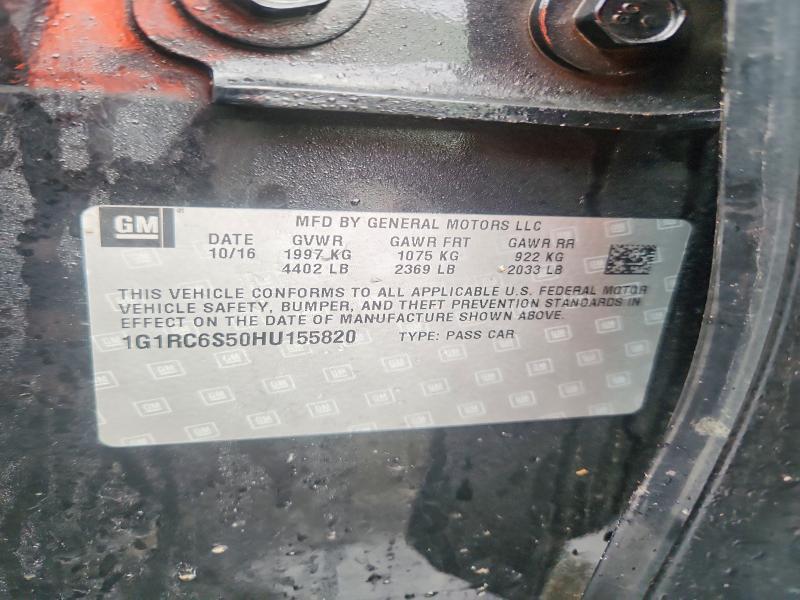 GM
MFD BY GENERAL MOTORS LLC
DATE GVWR GAWR FRT GAWR RR
10/16 1997 KG 1075 KG 922 KG
4402 LB 2369 LB 2033 LB
THIS VEHICLE CONFORMS TO ALL APPLICABLE U.S. FEDERAL MOTOR
VEHICLE SAFETY, BUMPER, AND THEFT PREVENTION STANDARDS IN
EFFECT ON THE DATE OF MANUFACTURE SHOWN ABOVE.
1G1RC6S50HU155820 TYPE: PASS CAR